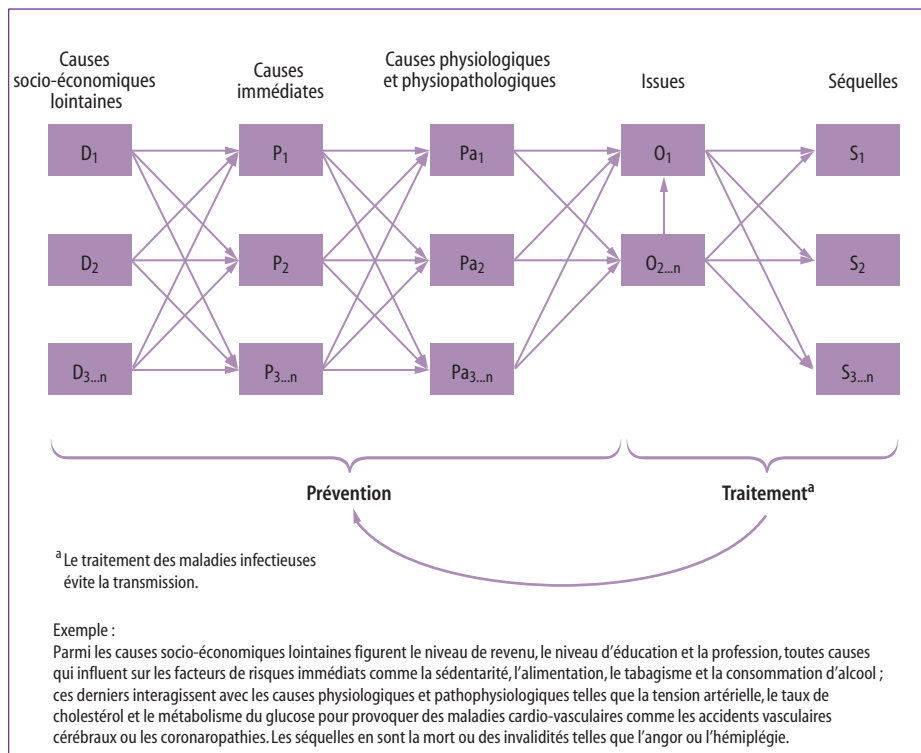 Causes
socio-économiques
lointaines
Causes
immédiates
Causes physiologiques
et physiopathologiques
Issues
Séquelles
D1
P1
Pa1
O1
S1
D2
P2
Pa2
O2...n
S2
D3...n
P3...n
Pa3...n
S3...n
Prévention
Traitementa
a Le traitement des maladies infectieuses
évite la transmission.
Exemple :
Parmi les causes socio-économiques lointaines figurent le niveau de revenu, le niveau d'éducation et la profession, toutes causes
qui influent sur les facteurs de risques immédiats comme la sédentarité, l'alimentation, le tabagisme et la consommation d'alcool ;
ces derniers interagissent avec les causes physiologiques et pathophysiologiques telles que la tension artérielle, le taux de
cholestérol et le métabolisme du glucose pour provoquer des maladies cardio-vasculaires comme les accidents vasculaires
cérébraux ou les coronaropathies. Les séquelles en sont la mort ou des invalidités telles que l'angor ou l'hémiplégie.